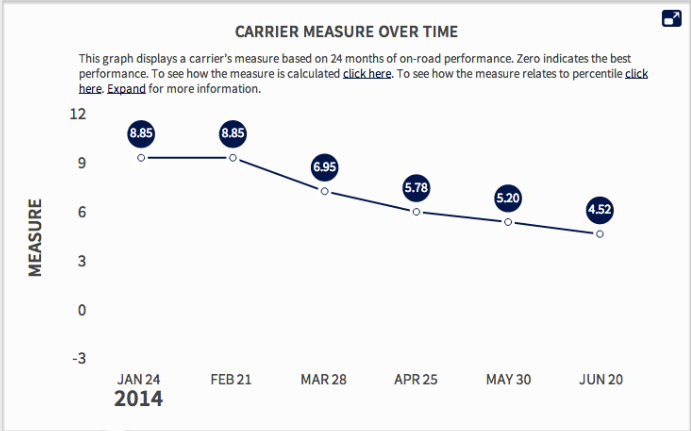 CARRIER MEASURE OVER TIME
This graph displays a carrier's measure based on 24 months of on-road performance. Zero indicates the best
performance. To see how the measure is calculated click here. To see how the measure relates to percentile click
here. Expand for more information.
12
9
6
3
0
-3
MEASURE
8.85
8.85
6.95
5.78
5.20
4.52
JAN 24 FEB 21 MAR 28 APR 25 MAY 30 JUN 20
2014